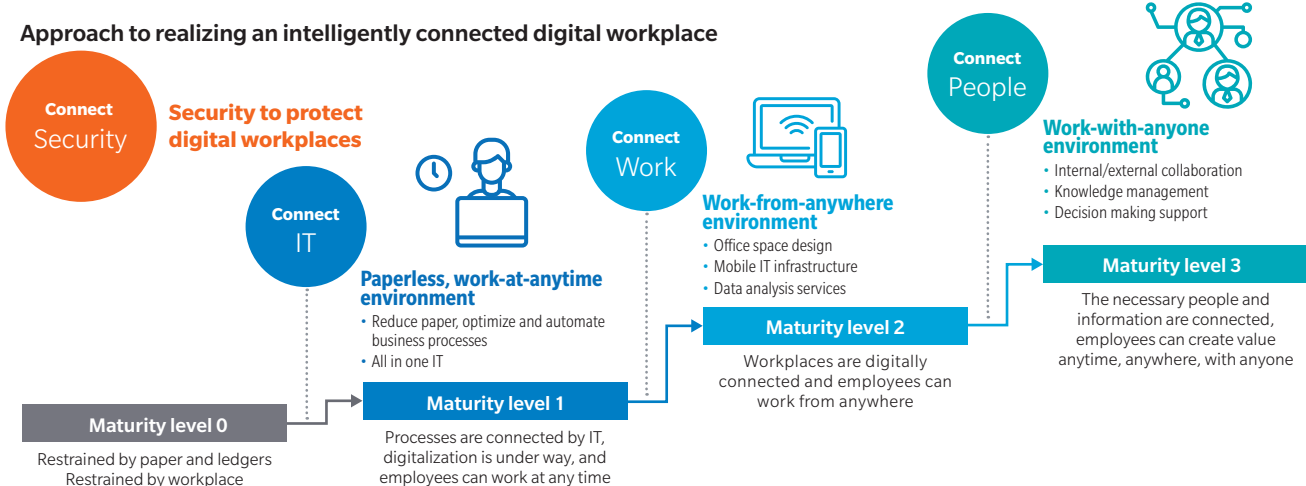 Approach to realizing an intelligently connected digital workplace
Connect
Security
Security to protect
digital workplaces
Connect
IT
Paperless, work-at-anytime
environment
• Reduce paper, optimize and automate
business processes
• All in one IT
Connect
Work
Work-from-anywhere
environment
• Office space design
• Mobile IT infrastructure
• Data analysis services
Connect
People
Work-with-anyone
environment
• Internal/external collaboration
• Knowledge management
• Decision making support
Maturity level 0
Restrained by paper and ledgers
Restrained by workplace
Maturity level 1
Processes are connected by IT,
digitalization is under way, and
employees can work at any time
Maturity level 2
Workplaces are digitally
connected and employees can
work from anywhere
Maturity level 3
The necessary people and
information are connected,
employees can create value
anytime, anywhere, with anyone